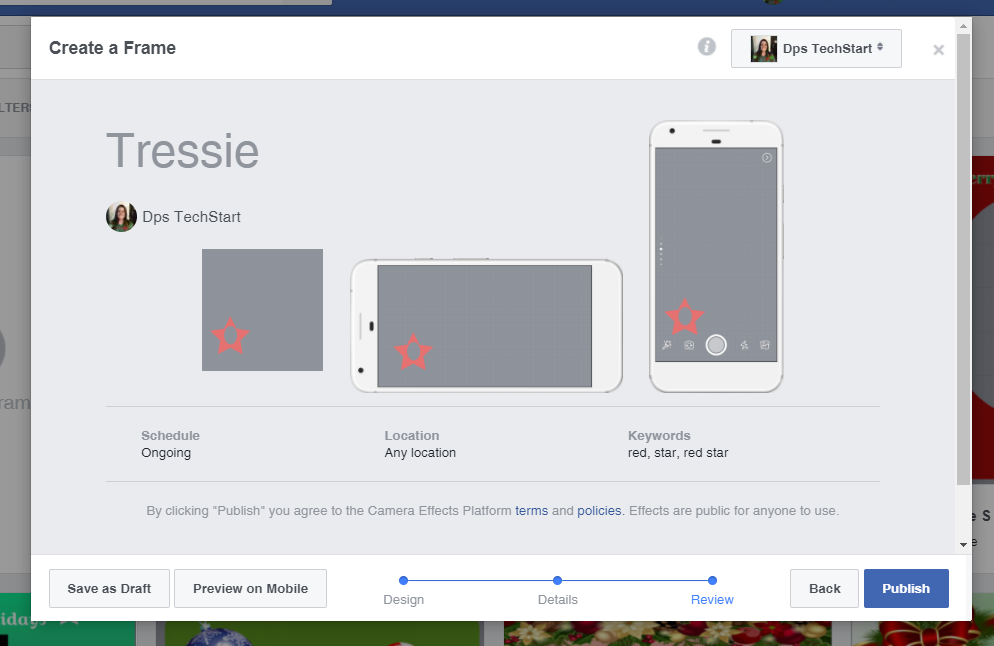 Create a Frame
Dps TechStart
Tressie
Dps TechStart
Schedule
Ongoing
Location
Any location
Keywords
red, star, red star
By clicking "Publish" you agree to the Camera Effects Platform terms and policies. Effects are public for anyone to use.
Save as Draft
Preview on Mobile
Design
Details
Review
Back
Publish